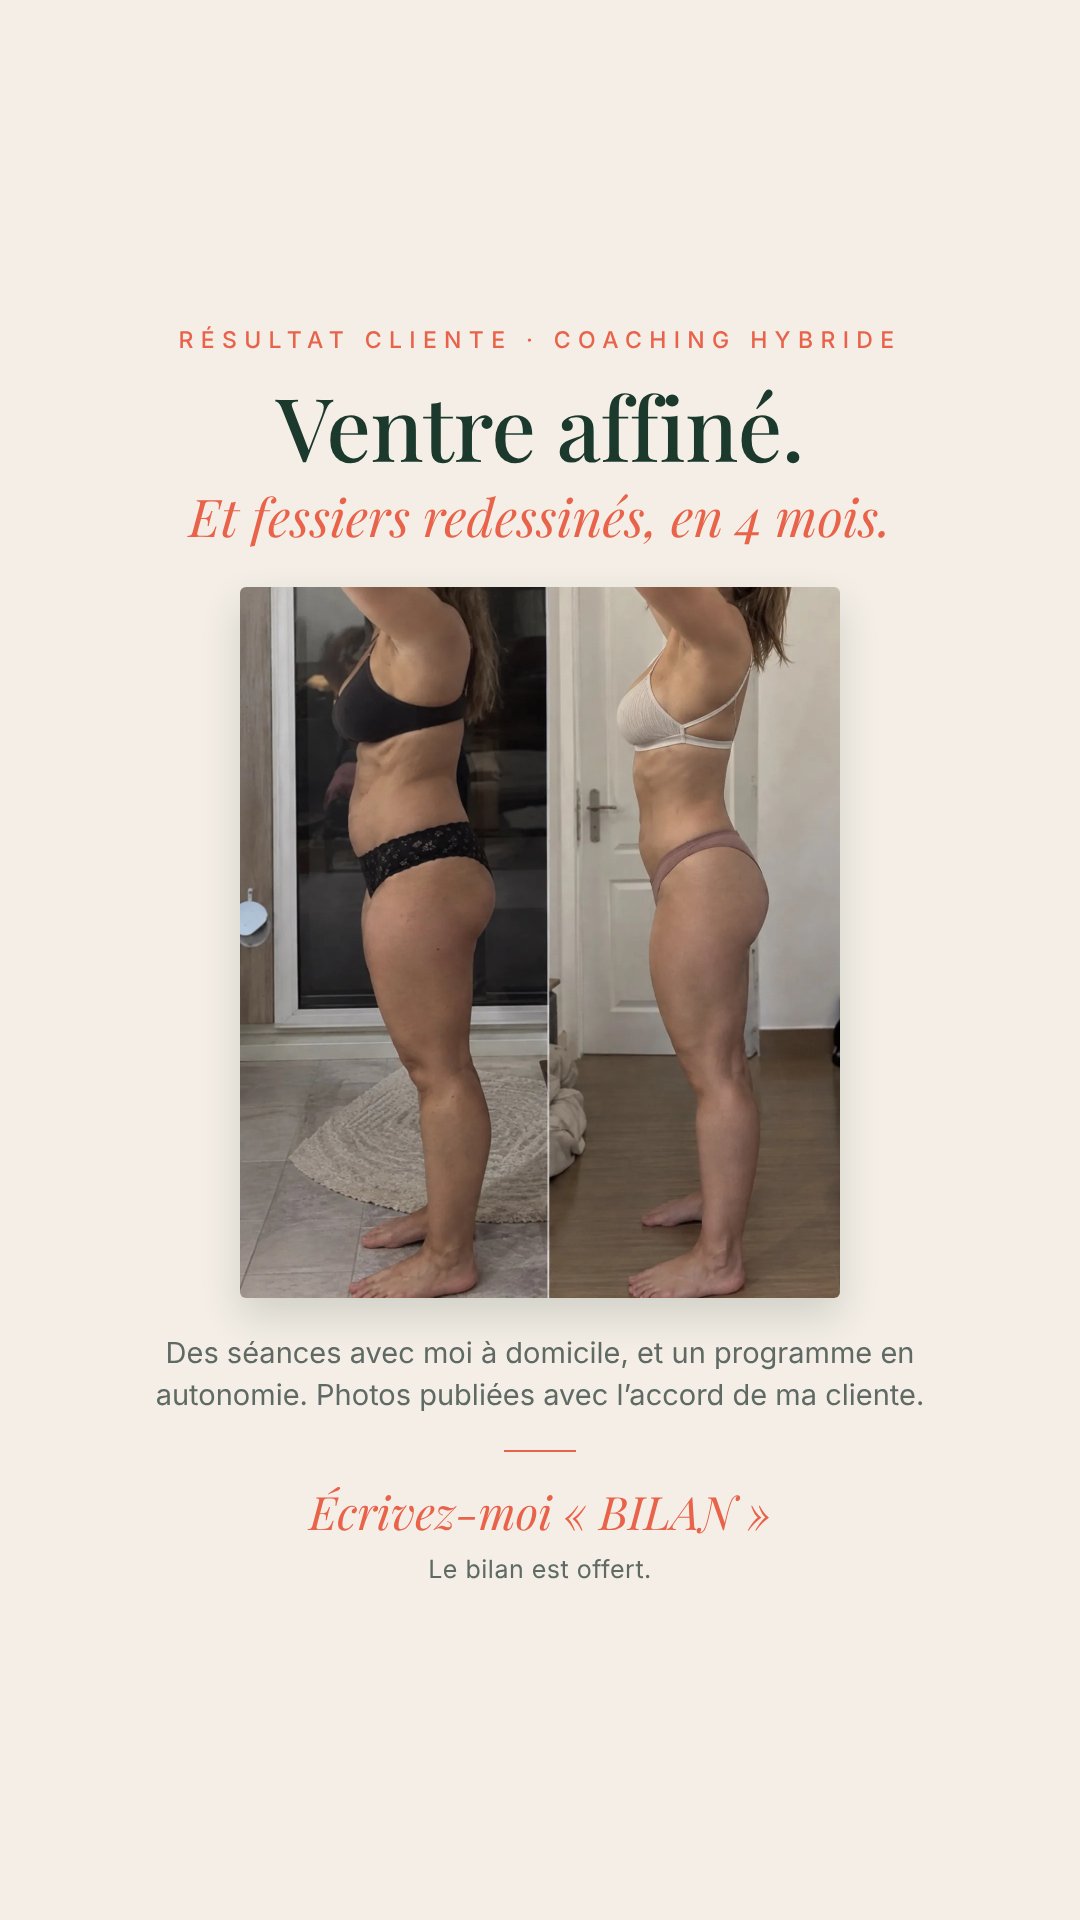 RÉSULTAT CLIENTE · COACHING HYBRIDE
Ventre affiné.
Et fessiers redessinés, en 4 mois.
Des séances avec moi à domicile, et un programme en
autonomie. Photos publiées avec l’accord de ma cliente.
Écrivez-moi « BILAN »
Le bilan est offert.